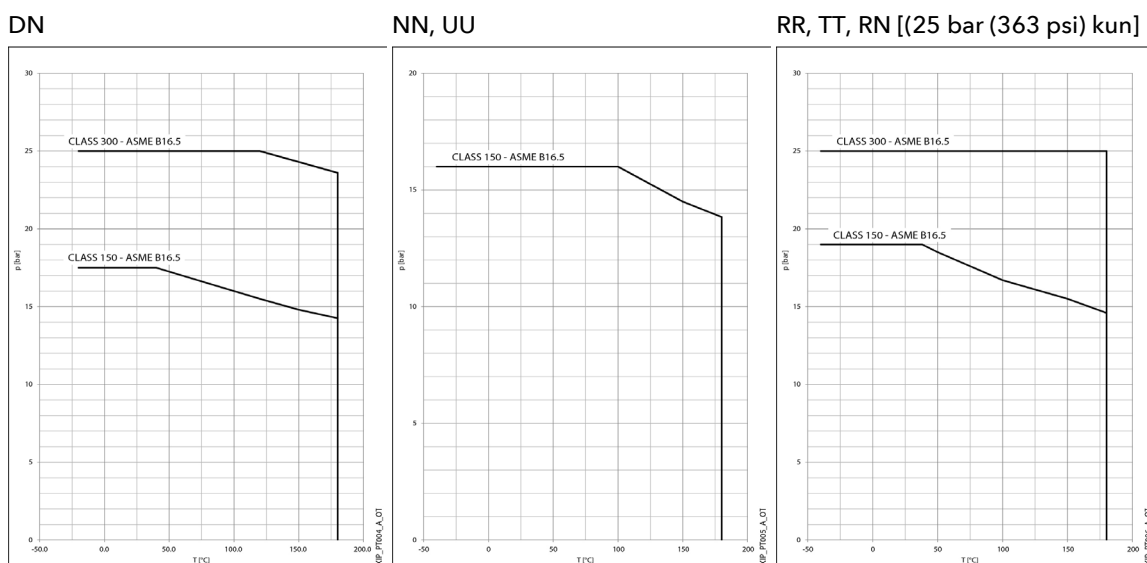 DN
30
25
20
15
10
5
0
-50.0 0.0 50.0 100.0 150.0 200.0
p [bar]
T [°C]
CLASS 300 - ASME B16.5
CLASS 150 - ASME B16.5
XIP_PT004_A_OT
NN, UU
20
15
10
5
0
-50 0 50 100 150 200
p [bar]
T [°C]
CLASS 150 - ASME B16.5
XIP_PT005_A_OT
RR, TT, RN [(25 bar (363 psi) kun]
30
25
20
15
10
5
0
-50 0 50 100 150 200
p [bar]
T [°C]
CLASS 300 - ASME B16.5
CLASS 150 - ASME B16.5